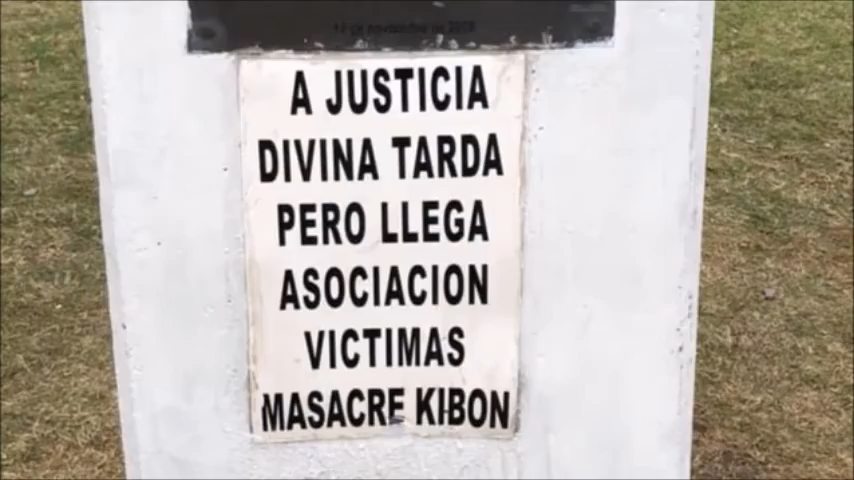 A JUSTICIA
DIVINA TARDA
PERO LLEGA
ASOCIACION
VICTIMAS
MASACRE KIBON